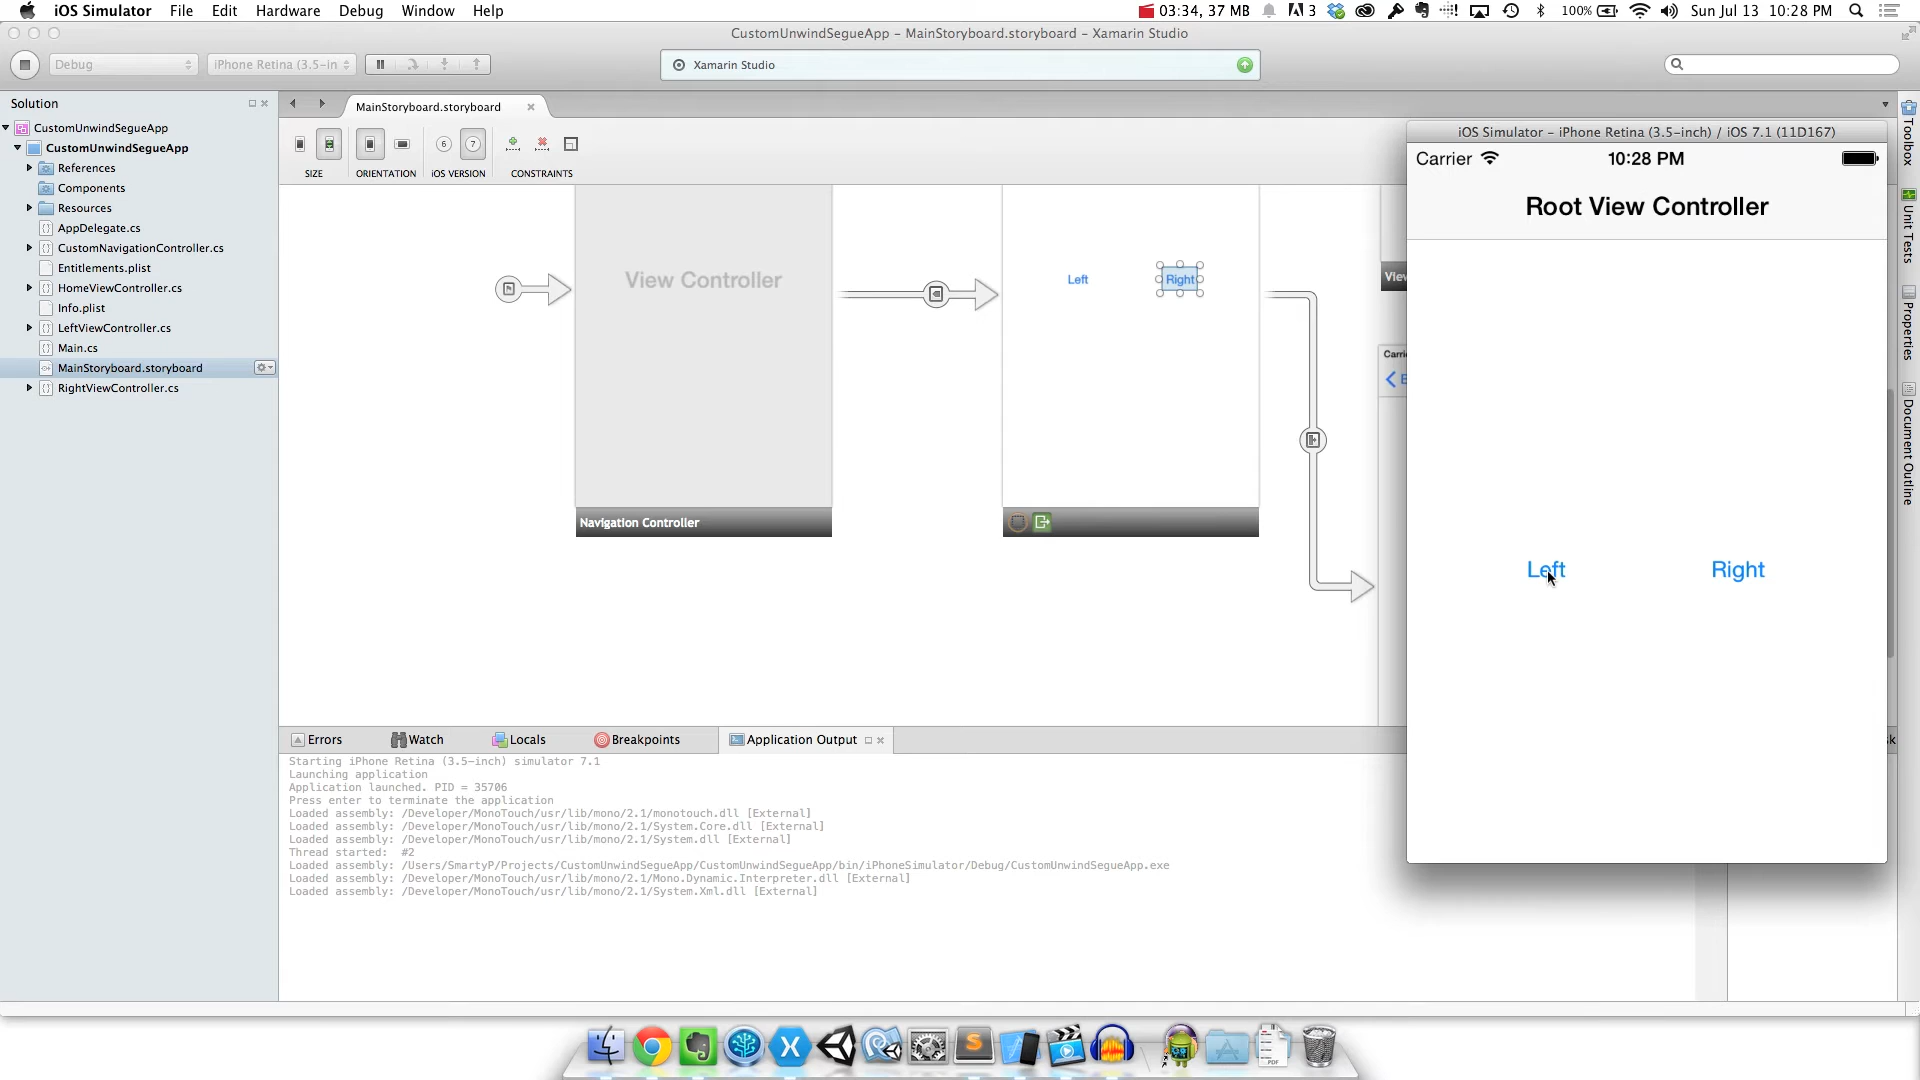 iOS Simulator File Edit Hardware Debug Window Help 03:34, 37 MB 3 100% Sun Jul 13 10:28 PM
CustomUnwindSegueApp – MainStoryboard.storyboard – Xamarin Studio
Debug iPhone Retina (3.5-in Xamarin Studio
Solution
CustomUnwindSegueApp
CustomUnwindSegueApp
References
Components
Resources
AppDelegate.cs
CustomNavigationController.cs
Entitlements.plist
HomeViewController.cs
Info.plist
LeftViewController.cs
Main.cs
MainStoryboard.storyboard
RightViewController.cs
MainStoryboard.storyboard
6 7
SIZE ORIENTATION iOS VERSION CONSTRAINTS
View Controller
Navigation Controller
Left Right
View
Carri
B
iOS Simulator – iPhone Retina (3.5-inch) / iOS 7.1 (11D167)
Carrier 10:28 PM
Root View Controller
Left Right
Toolbox
Unit Tests
Properties
Document Outline
Errors Watch Locals Breakpoints Application Output
sk
Starting iPhone Retina (3.5-inch) simulator 7.1
Launching application
Application launched. PID = 35706
Press enter to terminate the application
Loaded assembly: /Developer/MonoTouch/usr/lib/mono/2.1/monotouch.dll [External]
Loaded assembly: /Developer/MonoTouch/usr/lib/mono/2.1/System.Core.dll [External]
Loaded assembly: /Developer/MonoTouch/usr/lib/mono/2.1/System.dll [External]
Thread started: #2
Loaded assembly: /Users/SmartyP/Projects/CustomUnwindSegueApp/CustomUnwindSegueApp/bin/iPhoneSimulator/Debug/CustomUnwindSegueApp.exe
Loaded assembly: /Developer/MonoTouch/usr/lib/mono/2.1/Mono.Dynamic.Interpreter.dll [External]
Loaded assembly: /Developer/MonoTouch/usr/lib/mono/2.1/System.Xml.dll [External]
PDF